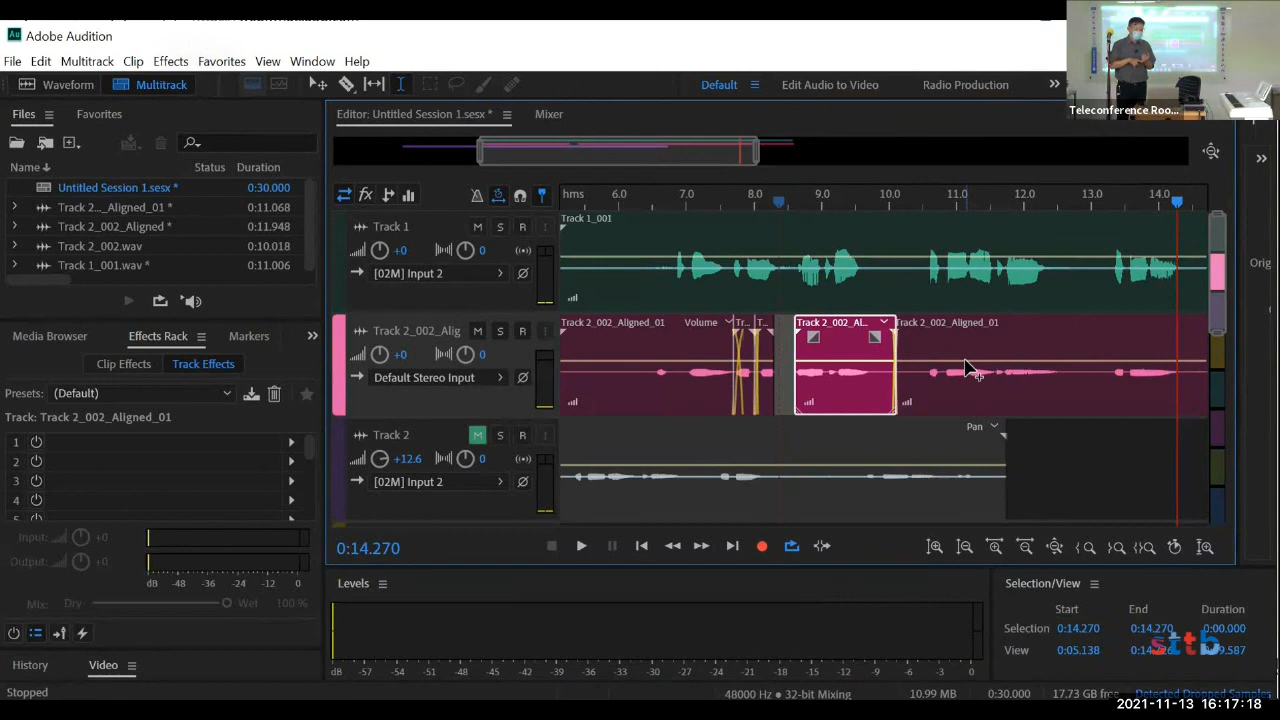 Adobe Audition
File Edit Multitrack Clip Effects Favorites View Window Help
Waveform Multitrack Default Edit Audio to Video Radio Production
Teleconference Roo...
Files Favorites
Editor: Untitled Session 1.sesx * Mixer
Name Status Duration
Untitled Session 1.sesx * 0:30.000
Track 2..._Aligned_01 * 0:11.068
Track 2_002_Aligned * 0:11.948
Track 2_002.wav 0:10.018
Track 1_001.wav * 0:11.006
fx
hms 6.0 7.0 8.0 9.0 10.0 11.0 12.0 13.0 14.0
Track 1 M S R I
+0 0
[02M] Input 2
Track 1_001
Track 2_002_Alig M S R I
+0 0
Default Stereo Input
Track 2_002_Aligned_01 Volume Tr... T... Track 2_002_Al... Track 2_002_Aligned_01
Track 2 M S R I
+12.6 0
[02M] Input 2
Pan
Orig
Media Browser Effects Rack Markers
Clip Effects Track Effects
Presets: (Default)
Track: Track 2_002_Aligned_01
1
2
3
4
5
Input: +0
Output: +0
dB -48 -36 -24 -12 0
Mix: Dry Wet 100 %
History Video
Stopped
0:14.270
Levels
dB -57 -54 -51 -48 -45 -42 -39 -36 -33 -30 -27 -24 -21 -18 -15 -12 -9 -6 -3 0
Selection/View
Start End Duration
Selection 0:14.270 0:14.270 0:00.000
View 0:05.138
sttb
48000 Hz • 32-bit Mixing 10.99 MB 0:30.000 17.73 GB free Detected Dropped Samples
2021-11-13 16:17:18